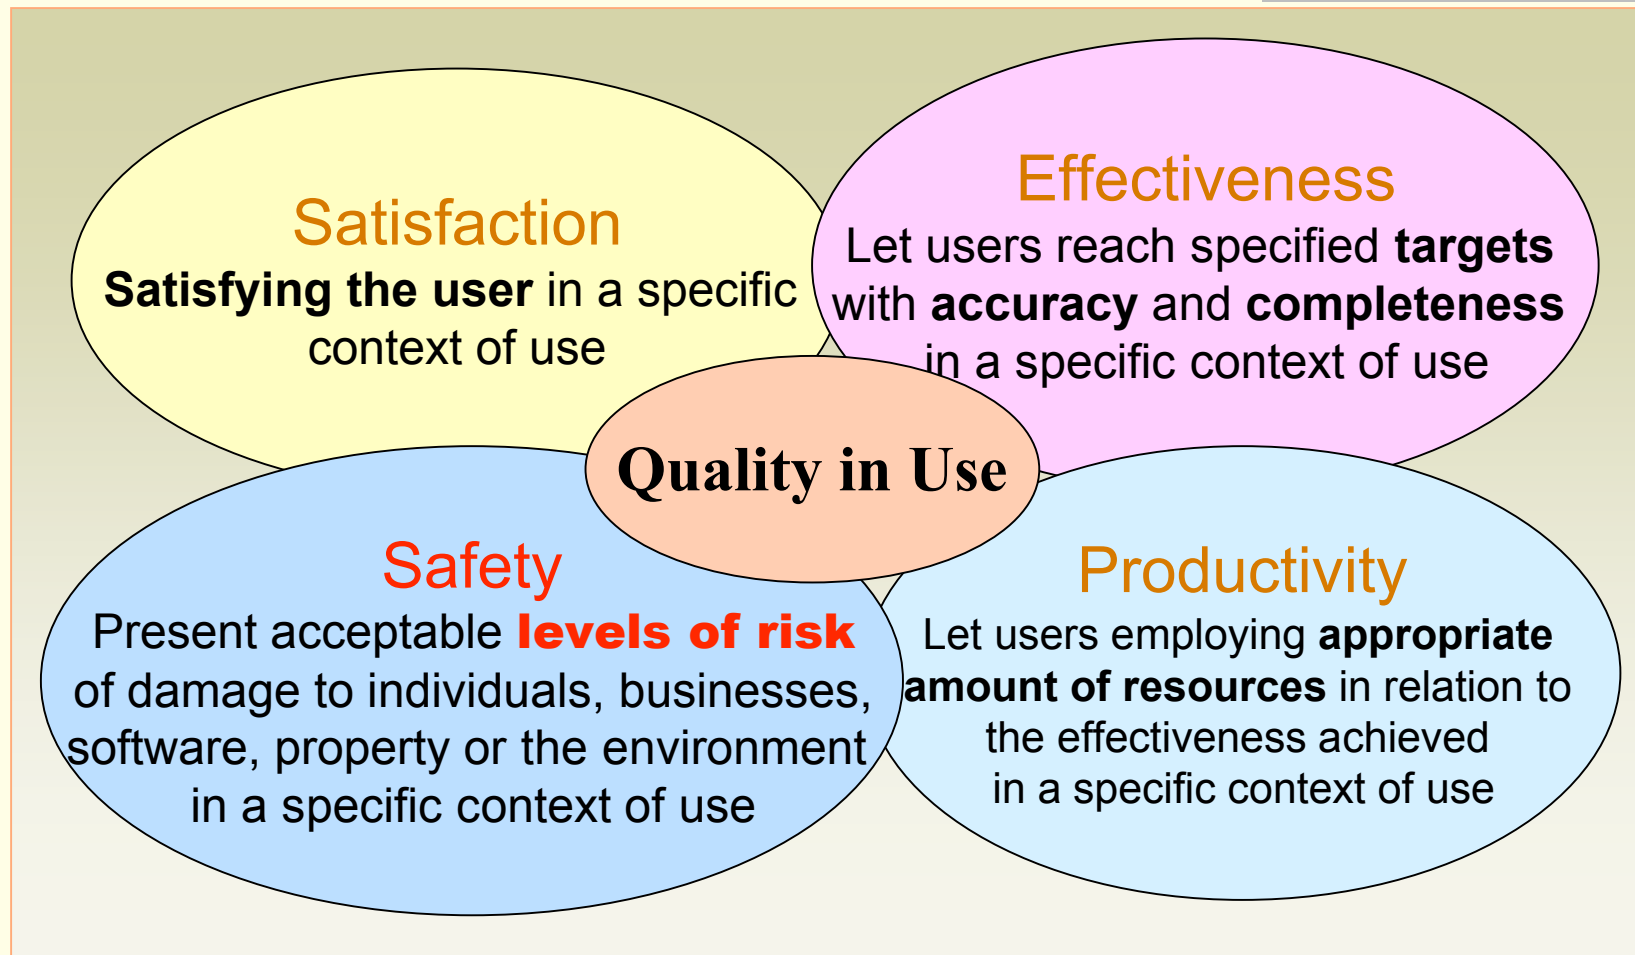 Satisfaction
Satisfying the user in a specific
context of use
Effectiveness
Let users reach specified targets
with accuracy and completeness
in a specific context of use
Quality in Use
Safety
Present acceptable levels of risk
of damage to individuals, businesses,
software, property or the environment
in a specific context of use
Productivity
Let users employing appropriate
amount of resources in relation to
the effectiveness achieved
in a specific context of use